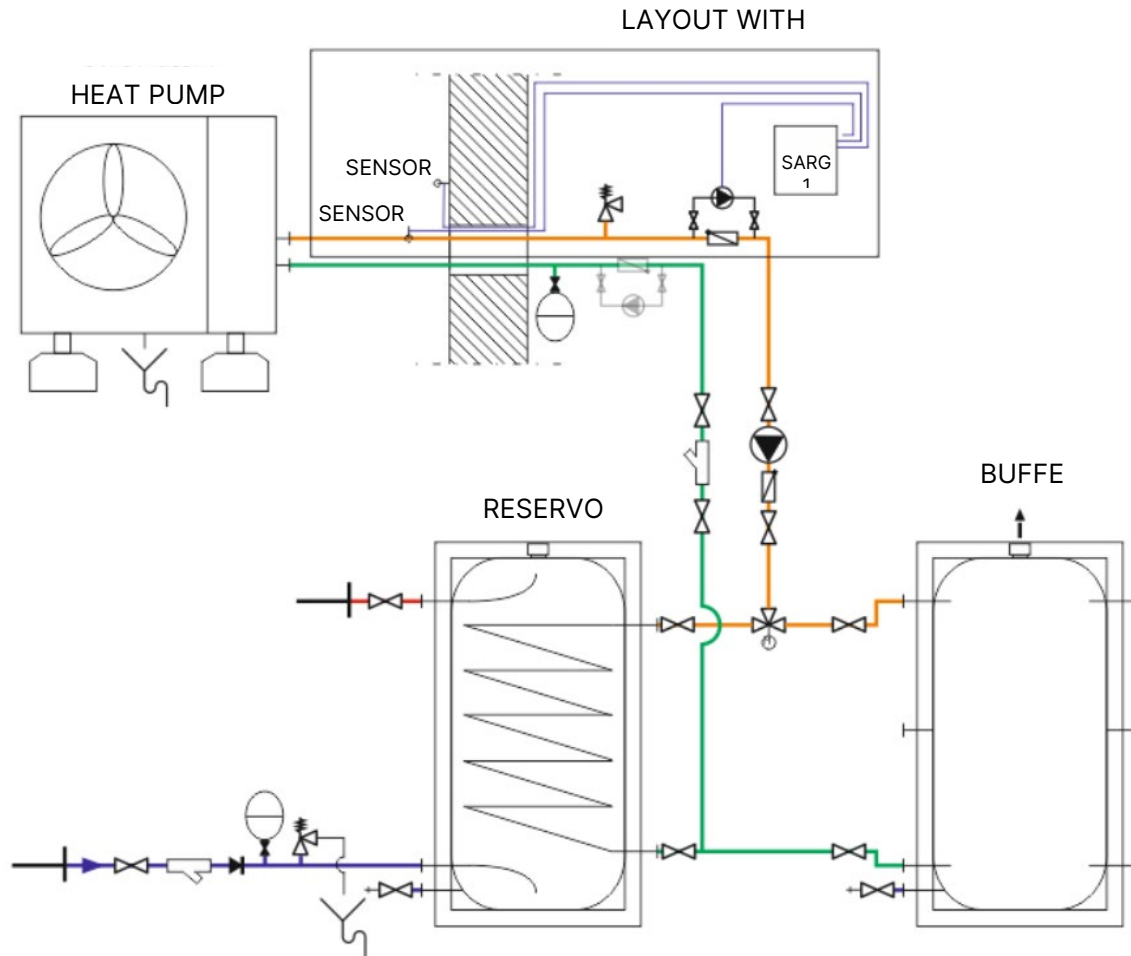 LAYOUT WITH
HEAT PUMP
SENSOR
SENSOR
SARG
1
BUFFE
RESERVO